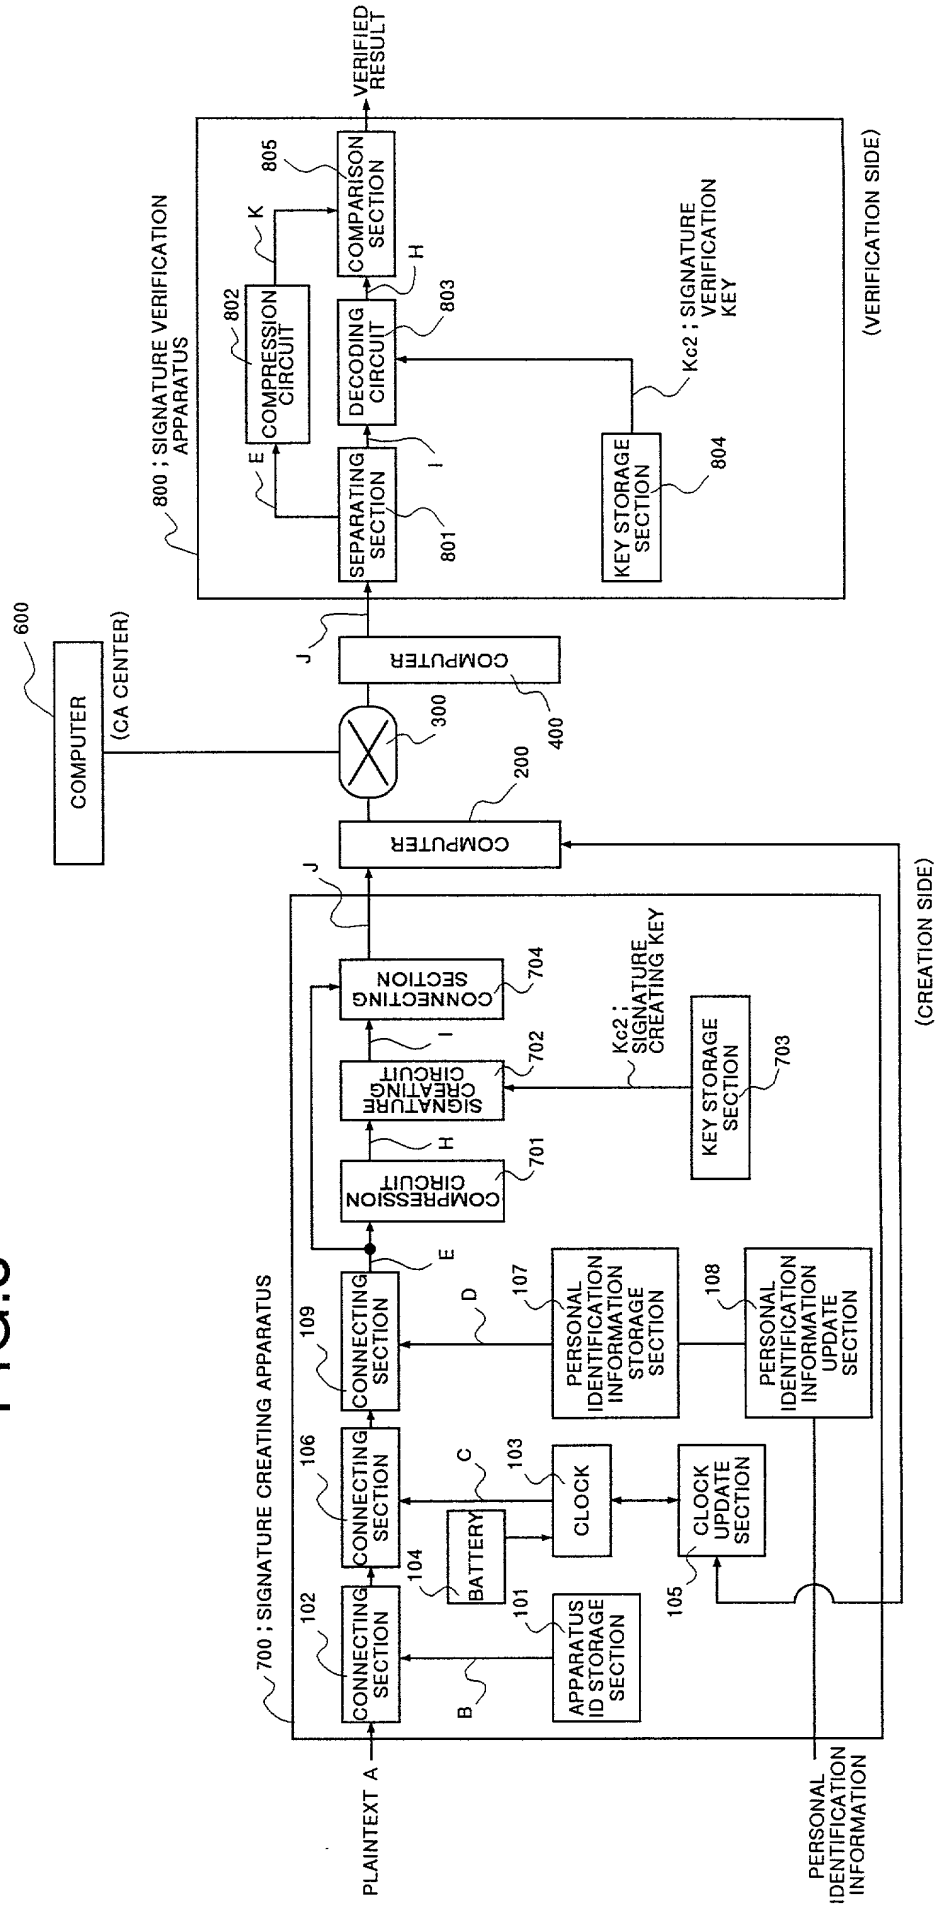 700 ; SIGNATURE CREATING APPARATUS
PLAINTEXT A
CONNECTING
SECTION
102
CONNECTING
SECTION
106
CONNECTING
SECTION
109
E
COMPRESSION
CIRCUIT
701
H
SIGNATURE
CREATING
CIRCUIT
702
I
CONNECTING
SECTION
704
J
B
APPARATUS
ID STORAGE
SECTION
101
BATTERY
104
C
CLOCK
103
CLOCK
UPDATE
SECTION
105
D
PERSONAL
IDENTIFICATION
INFORMATION
STORAGE
SECTION
107
PERSONAL
IDENTIFICATION
INFORMATION
UPDATE
SECTION
108
Kc2 ;
SIGNATURE
CREATING KEY
KEY STORAGE
SECTION
703
PERSONAL
IDENTIFICATION
INFORMATION
(CREATION SIDE)
COMPUTER
200
300
COMPUTER
400
COMPUTER
600
(CA CENTER)
J
800 ; SIGNATURE VERIFICATION
APPARATUS
SEPARATING
SECTION
801
E
COMPRESSION
CIRCUIT
802
K
I
DECODING
CIRCUIT
803
H
COMPARISON
SECTION
805
VERIFIED
RESULT
KEY STORAGE
SECTION
804
Kc2 ; SIGNATURE
VERIFICATION
KEY
(VERIFICATION SIDE)